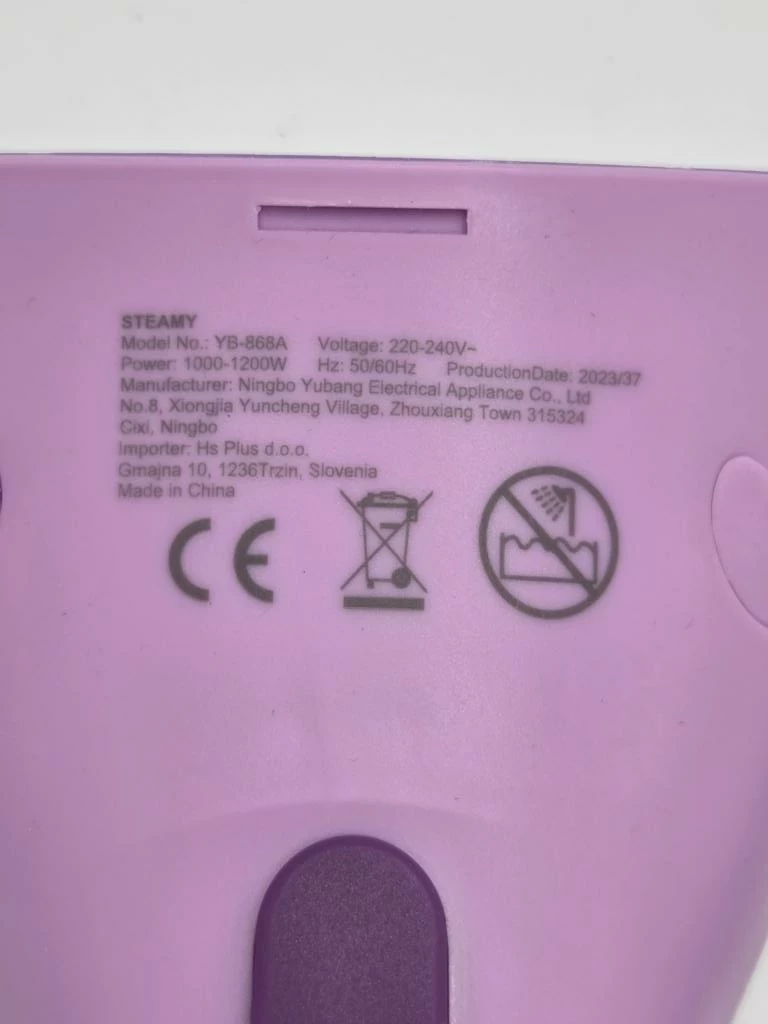 STEAMY
Model No.: YB-868A Voltage: 220-240V~
Power: 1000-1200W Hz: 50/60Hz ProductionDate: 2023/37
Manufacturer: Ningbo Yubang Electrical Appliance Co., Ltd
No.8, Xiongjia Yuncheng Village, Zhouxiang Town 315324
Cixi, Ningbo
Importer: Hs Plus d.o.o.
Gmajna 10, 1236Trzin, Slovenia
Made in China
CE